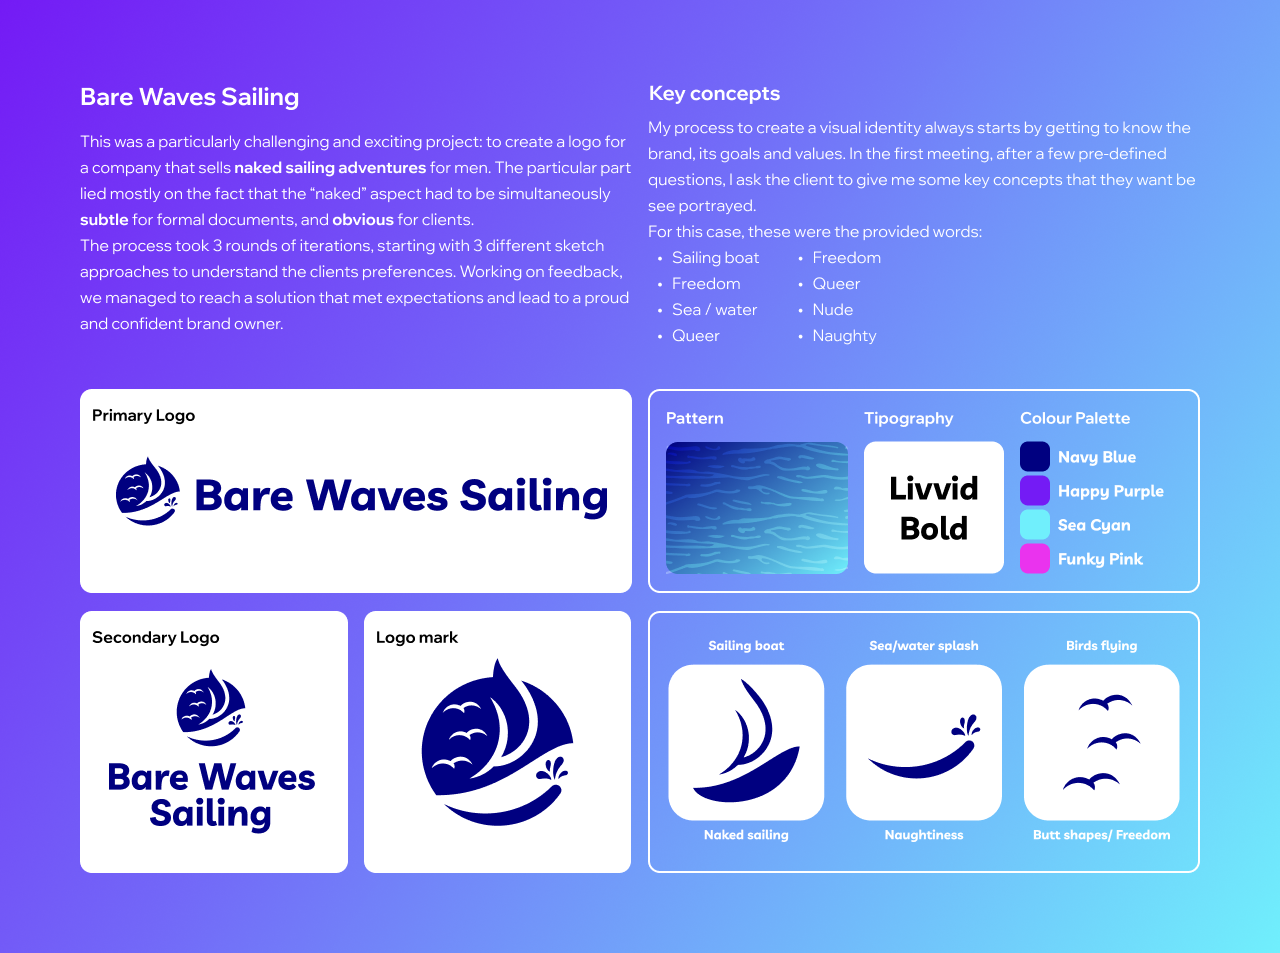 Bare Waves Sailing
This was a particularly challenging and exciting project: to create a logo for
a company that sells naked sailing adventures for men. The particular part
lied mostly on the fact that the “naked” aspect had to be simultaneously
subtle for formal documents, and obvious for clients.
The process took 3 rounds of iterations, starting with 3 different sketch
approaches to understand the clients preferences. Working on feedback,
we managed to reach a solution that met expectations and lead to a proud
and confident brand owner.
Key concepts
My process to create a visual identity always starts by getting to know the
brand, its goals and values. In the first meeting, after a few pre-defined
questions, I ask the client to give me some key concepts that they want be
see portrayed.
For this case, these were the provided words:
• Sailing boat
• Freedom
• Sea / water
• Queer
• Freedom
• Queer
• Nude
• Naughty
Primary Logo
Bare Waves Sailing
Pattern
Tipography
Livvid
Bold
Colour Palette
Navy Blue
Happy Purple
Sea Cyan
Funky Pink
Secondary Logo
Bare Waves
Sailing
Logo mark
Sailing boat
Naked sailing
Sea/water splash
Naughtiness
Birds flying
Butt shapes/ Freedom